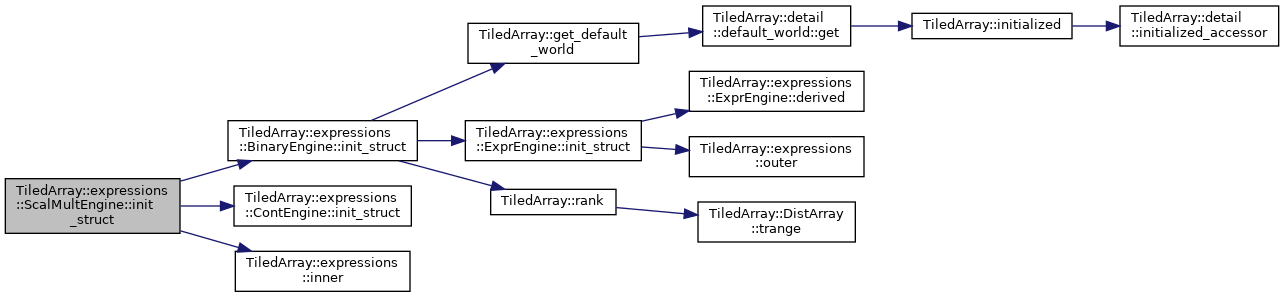 TiledArray::expressions
::ScalMultEngine::init
_struct
TiledArray::expressions
::BinaryEngine::init_struct
TiledArray::get_default
_world
TiledArray::detail
::default_world::get
TiledArray::initialized
TiledArray::detail
::initialized_accessor
TiledArray::expressions
::ExprEngine::init_struct
TiledArray::expressions
::ExprEngine::derived
TiledArray::expressions
::outer
TiledArray::rank
TiledArray::DistArray
::trange
TiledArray::expressions
::ContEngine::init_struct
TiledArray::expressions
::inner